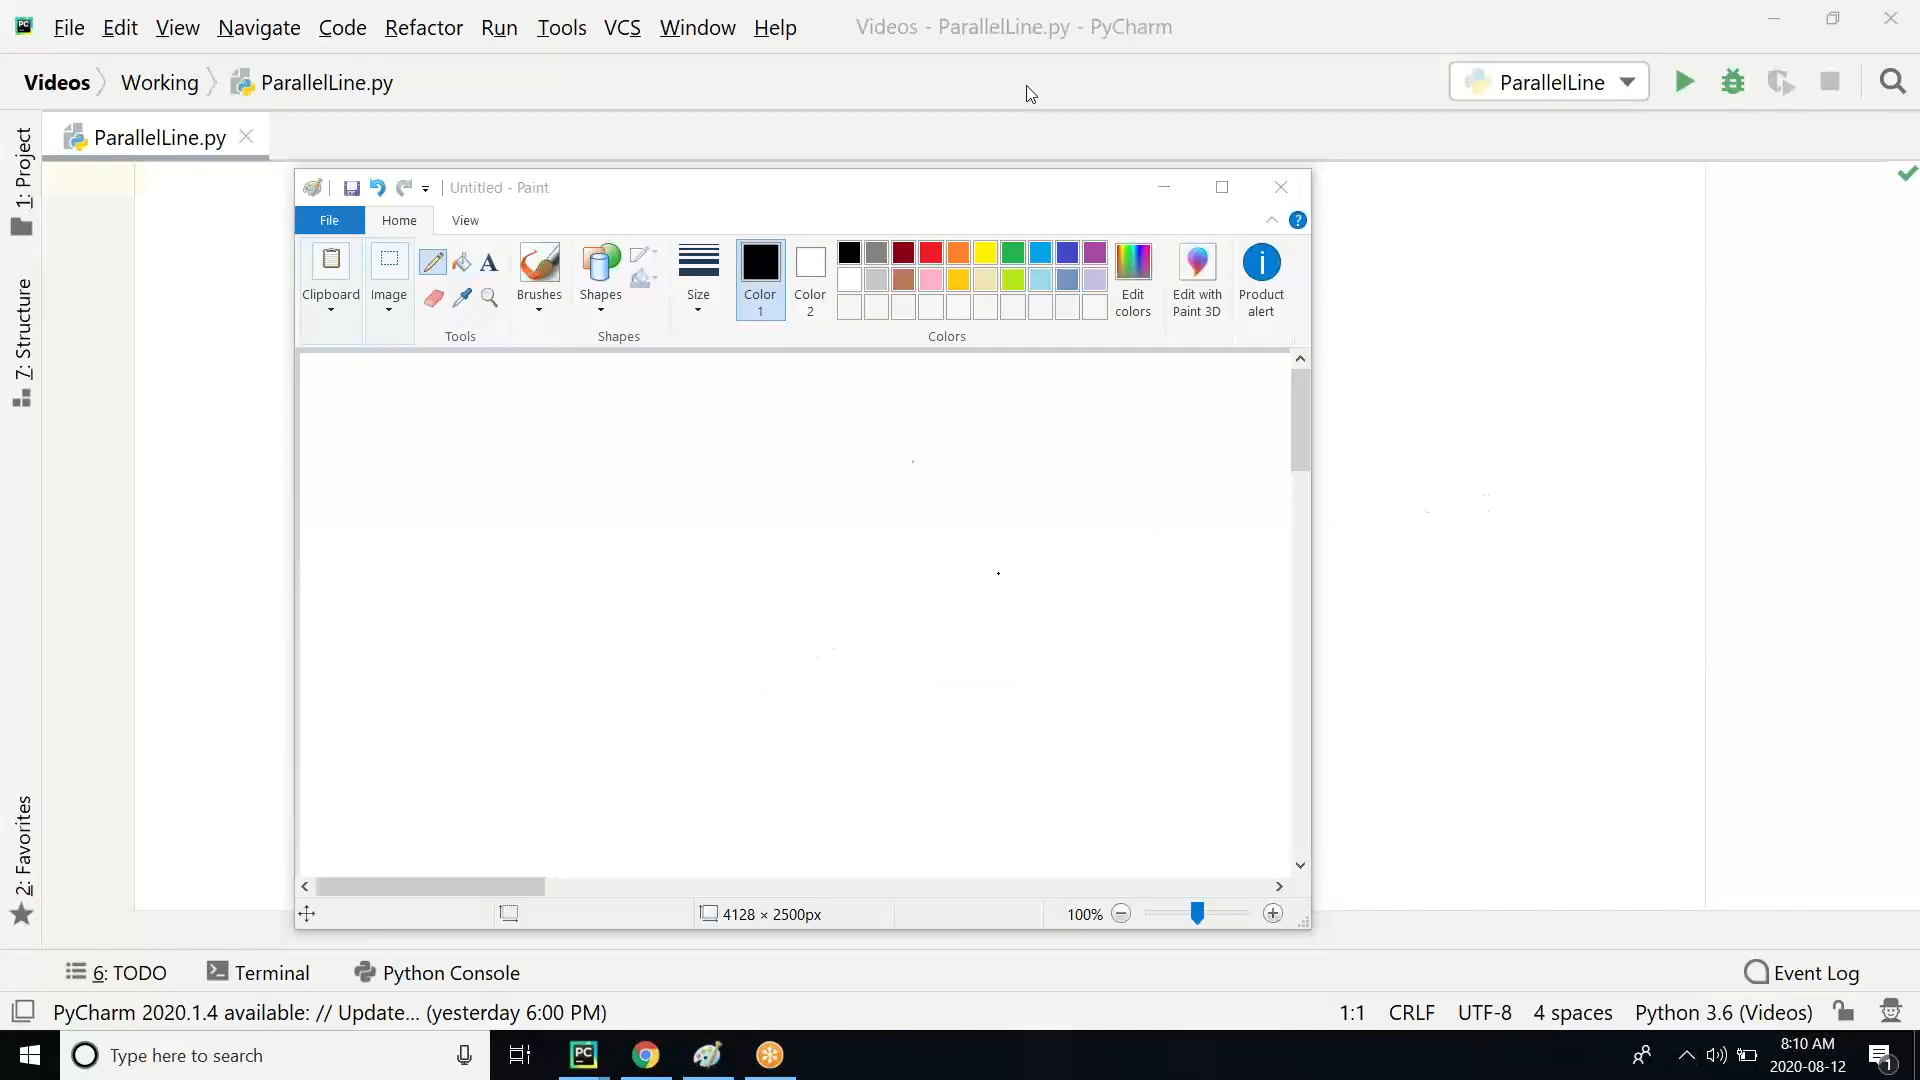 File Edit View Navigate Code Refactor Run Tools VCS Window Help
Videos - ParallelLine.py - PyCharm
Videos Working ParallelLine.py
ParallelLine
ParallelLine.py
1: Project
7: Structure
2: Favorites
Untitled - Paint
File Home View
Clipboard
Image
Tools
Brushes
Shapes
Shapes
Size
Color 1
Color 2
Colors
Edit colors
Edit with Paint 3D
Product alert
4128 × 2500px
100%
6: TODO Terminal Python Console Event Log
PyCharm 2020.1.4 available: // Update... (yesterday 6:00 PM)
1:1 CRLF UTF-8 4 spaces Python 3.6 (Videos)
Type here to search
PC
8:10 AM
2020-08-12
1